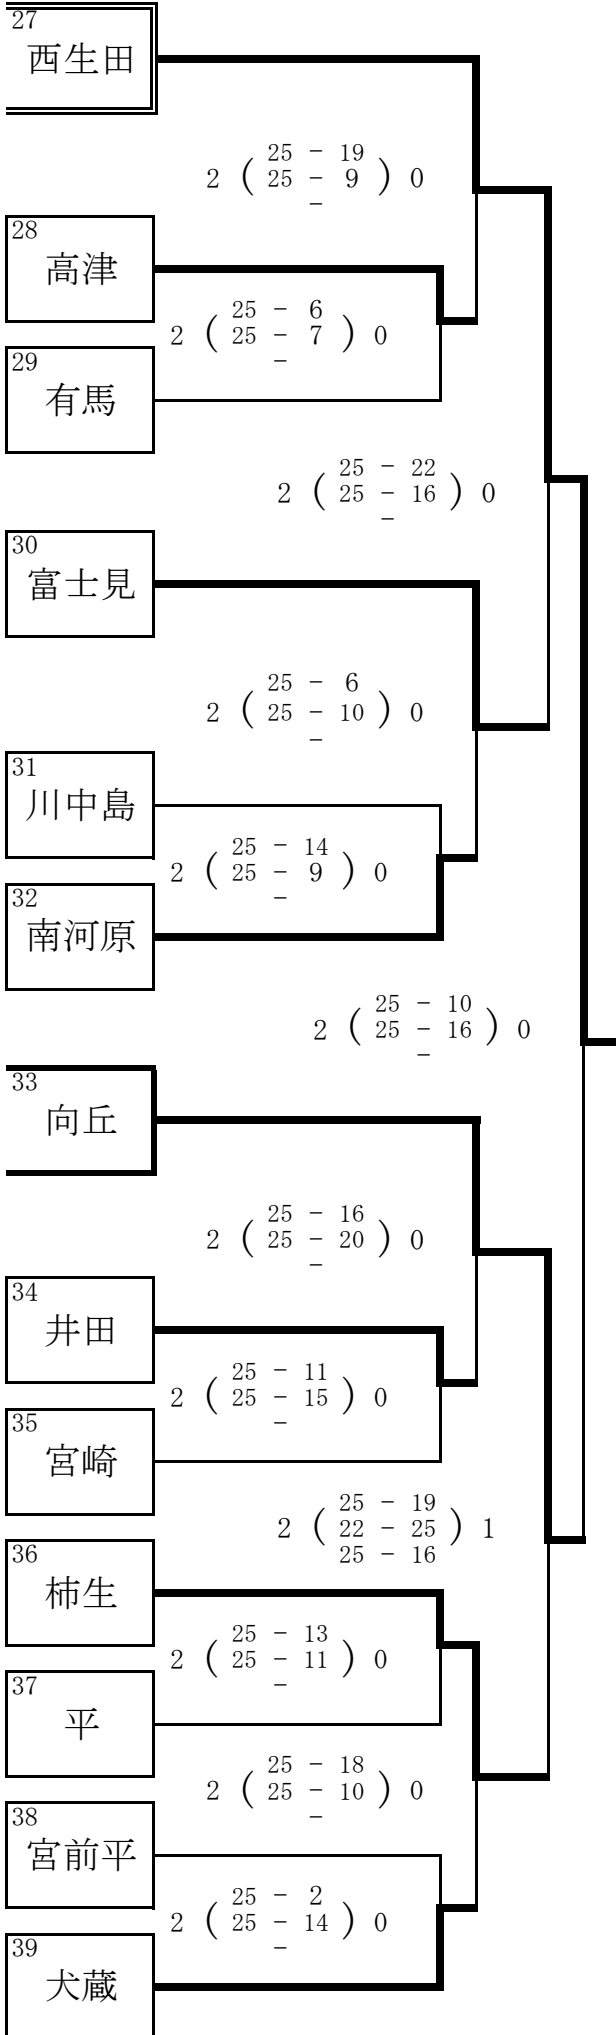 27
西生田
25 - 19
2 ( 25 - 9 ) 0
-
28
高津
25 - 6
2 ( 25 - 7 ) 0
-
29
有馬
25 - 22
2 ( 25 - 16 ) 0
-
30
富士見
25 - 6
2 ( 25 - 10 ) 0
-
31
川中島
25 - 14
2 ( 25 - 9 ) 0
-
32
南河原
25 - 10
2 ( 25 - 16 ) 0
-
33
向丘
25 - 16
2 ( 25 - 20 ) 0
-
34
井田
25 - 11
2 ( 25 - 15 ) 0
-
35
宮崎
25 - 19
2 ( 22 - 25 ) 1
25 - 16
36
柿生
25 - 13
2 ( 25 - 11 ) 0
-
37
平
25 - 18
2 ( 25 - 10 ) 0
-
38
宮前平
25 - 2
2 ( 25 - 14 ) 0
-
39
犬蔵